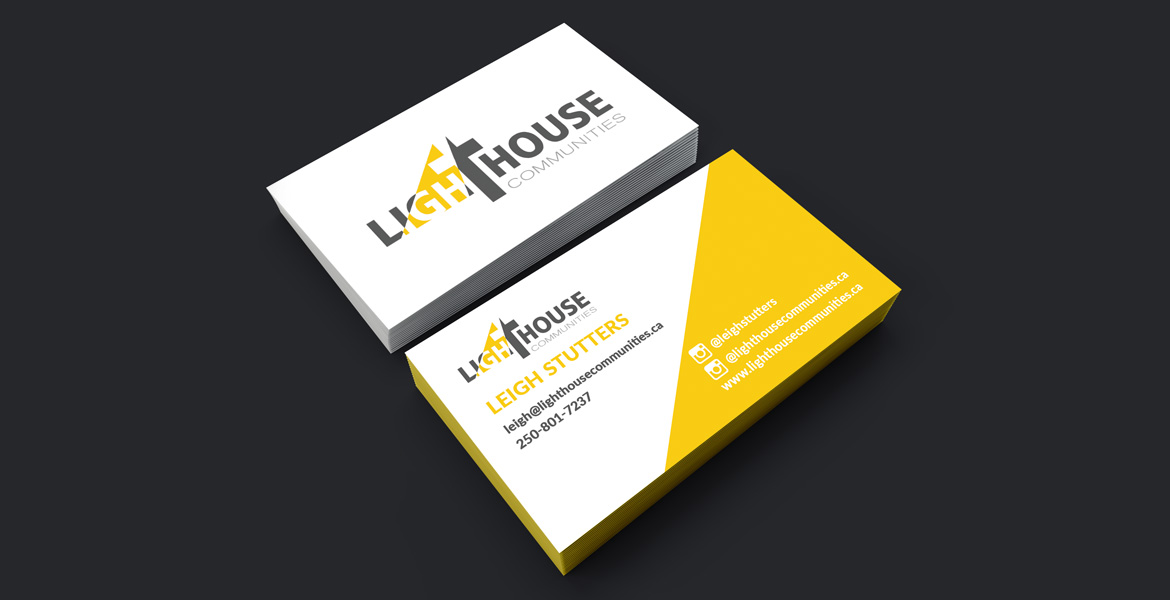 LIGHTHOUSE
COMMUNITIES
LIGHTHOUSE
COMMUNITIES
LEIGH STUTTERS
leigh@lighthousecommunities.ca
250-801-7237
@leighstutters
@lighthousecommunities.ca
www.lighthousecommunities.ca